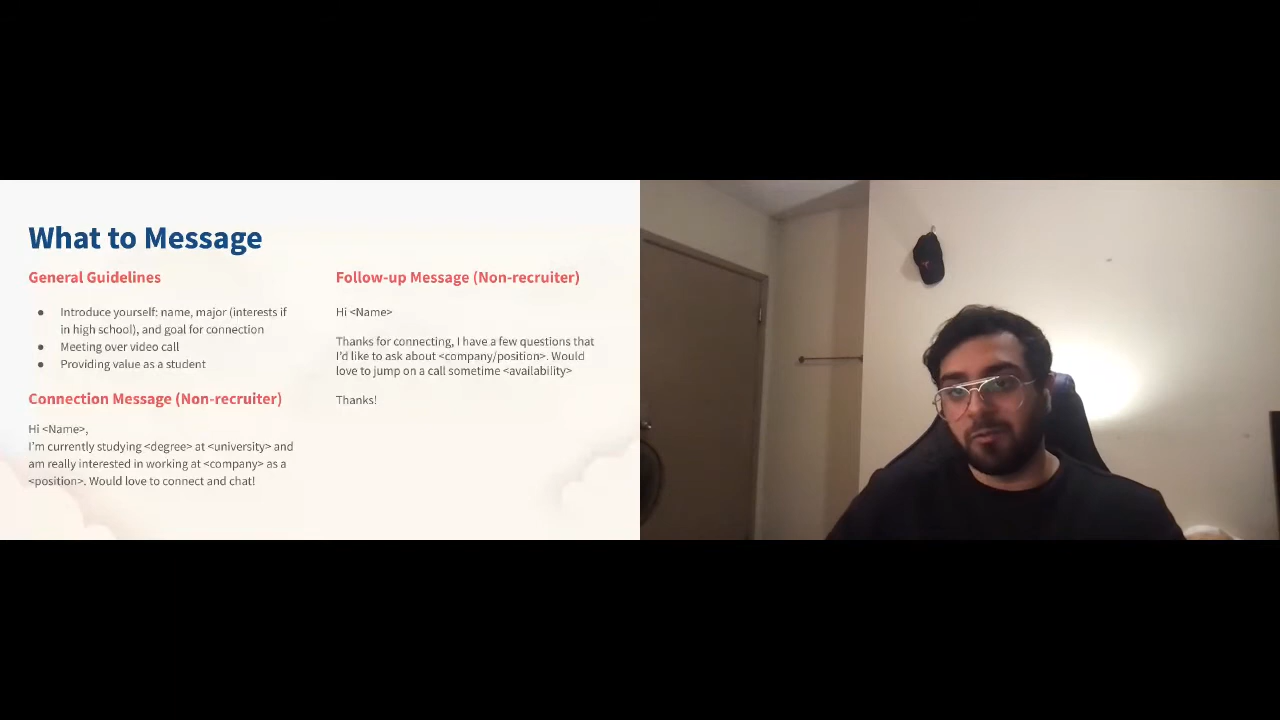 What to Message
General Guidelines
● Introduce yourself: name, major (interests if
in high school), and goal for connection
● Meeting over video call
● Providing value as a student
Connection Message (Non-recruiter)
Hi <Name>,
I'm currently studying <degree> at <university> and
am really interested in working at <company> as a
<position>. Would love to connect and chat!
Follow-up Message (Non-recruiter)
Hi <Name>
Thanks for connecting, I have a few questions that
I'd like to ask about <company/position>. Would
love to jump on a call sometime <availability>
Thanks!